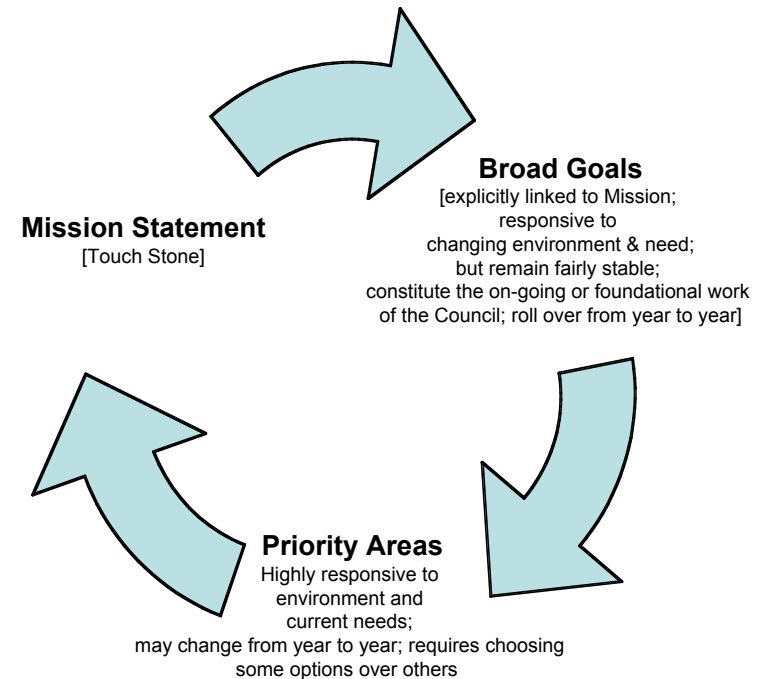 Mission Statement
[Touch Stone]
Broad Goals
[explicitly linked to Mission;
responsive to
changing environment & need;
but remain fairly stable;
constitute the on-going or foundational work
of the Council; roll over from year to year]
Priority Areas
Highly responsive to
environment and
current needs;
may change from year to year; requires choosing
some options over others